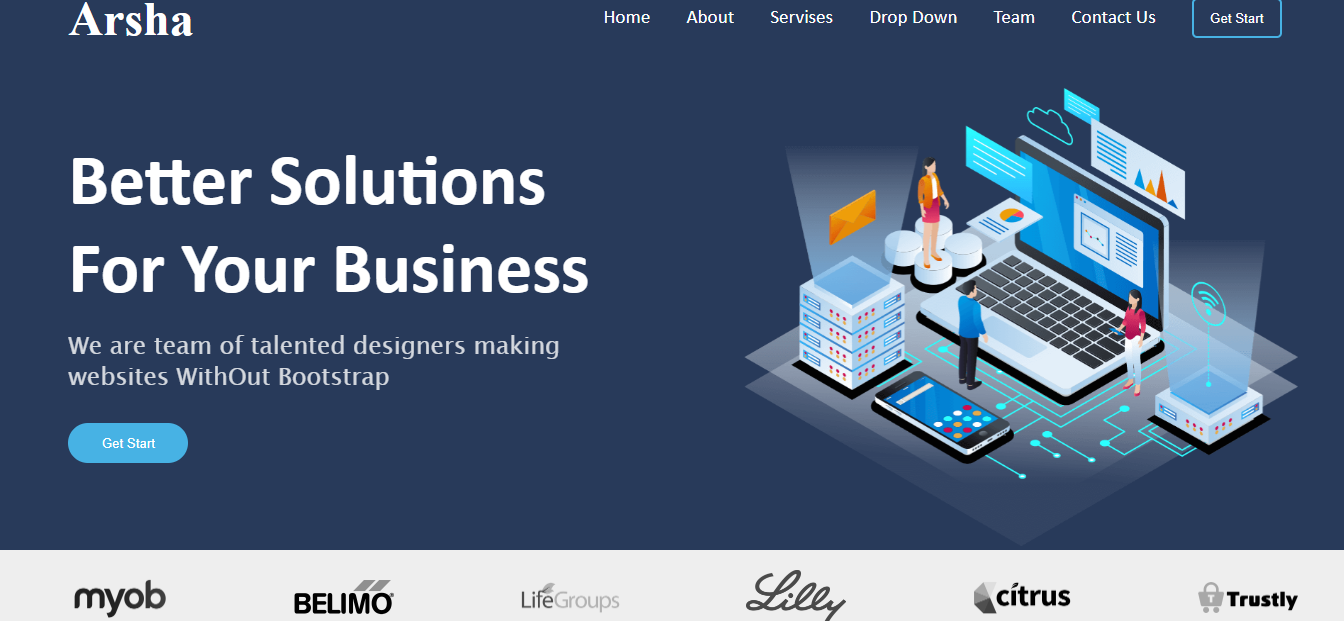 Arsha
Home About Servises Drop Down Team Contact Us Get Start
Better Solutions
For Your Business
We are team of talented designers making
websites WithOut Bootstrap
Get Start
myob BELIMO LifeGroups Lilly citrus Trustly